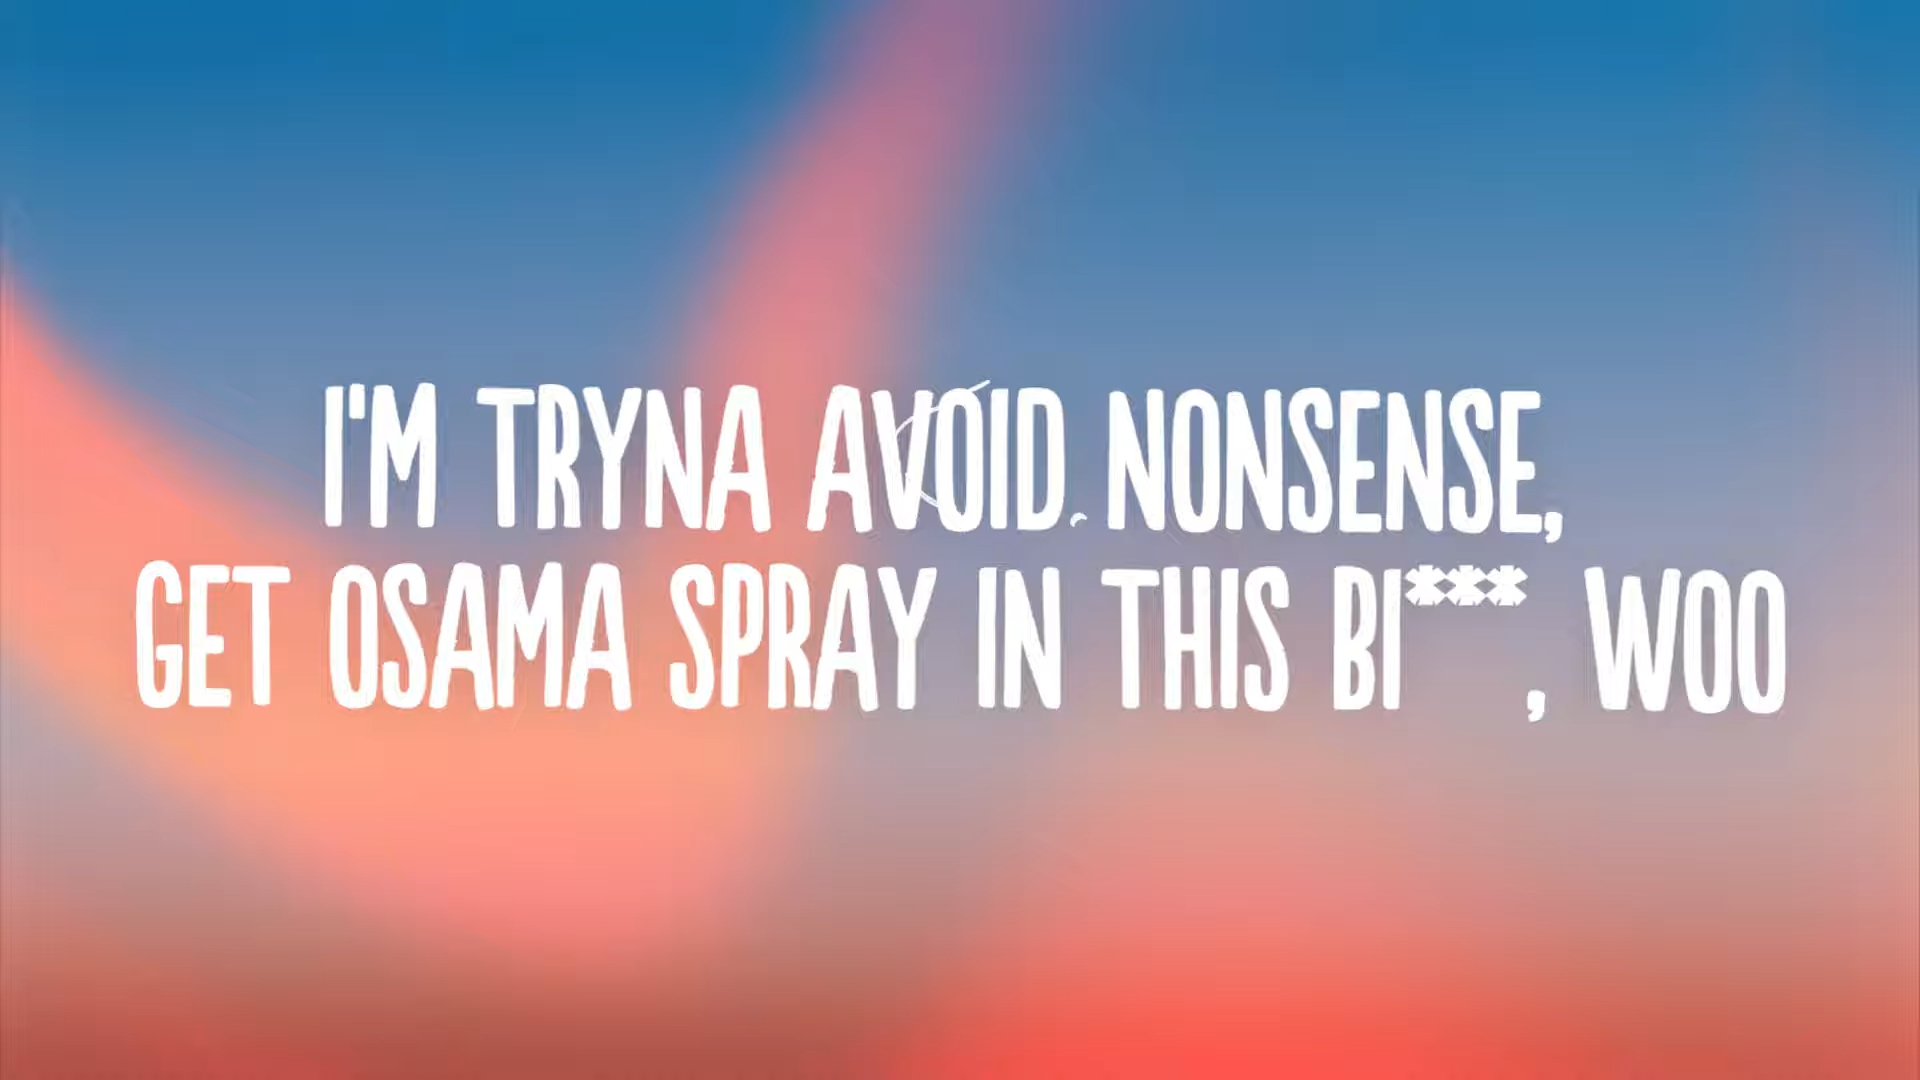 I'M TRYNA AVOID NONSENSE,
GET OSAMA SPRAY IN THIS BI***, WOO